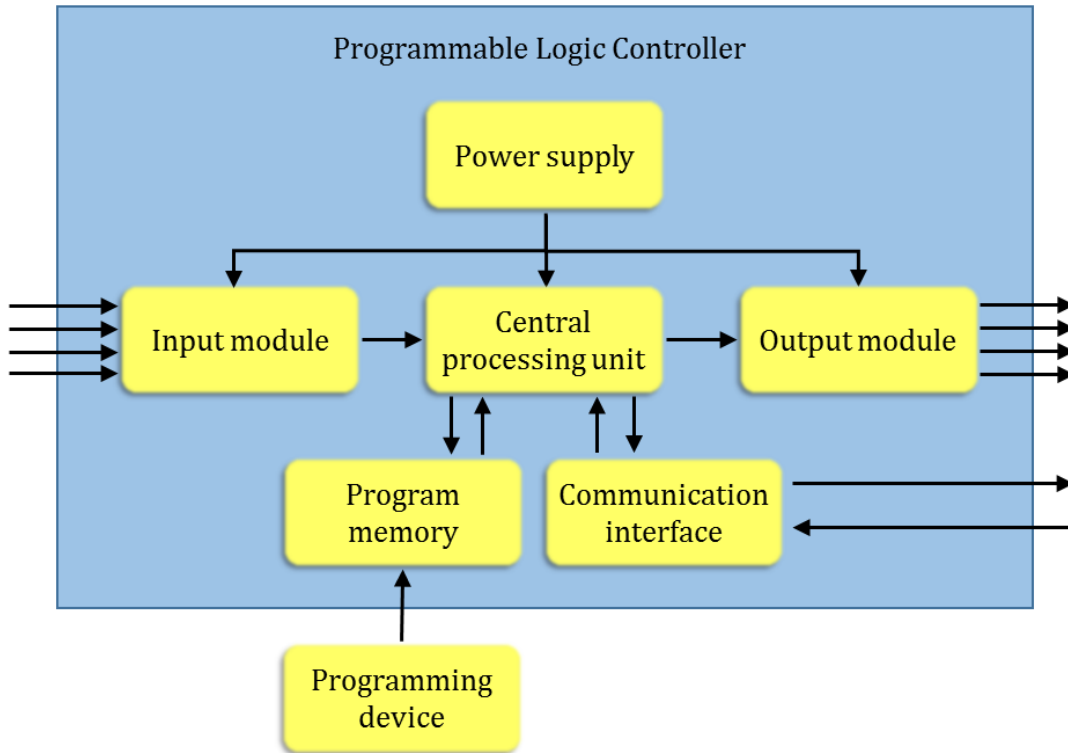 Programmable Logic Controller
Power supply
Input module
Central
processing unit
Output module
Program
memory
Communication
interface
Programming
device